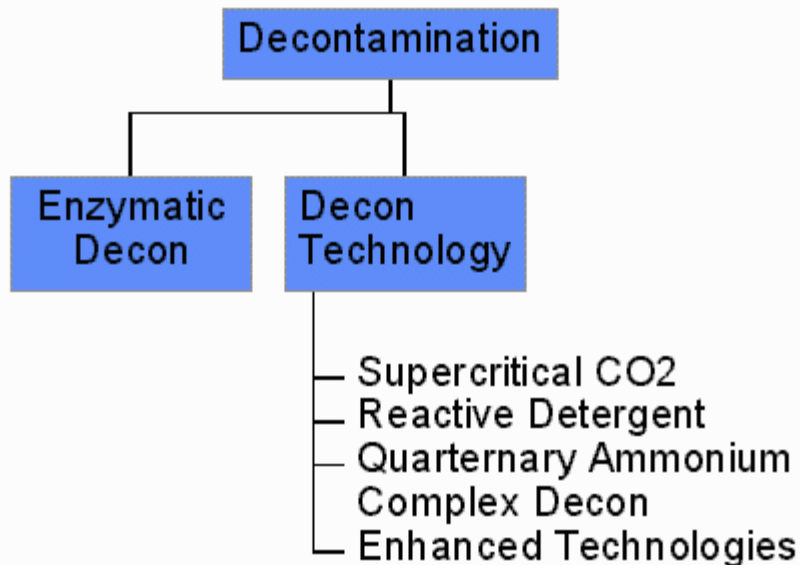 Decontamination
Enzymatic
Decon
Decon
Technology
Supercritical CO2
Reactive Detergent
Quarternary Ammonium
Complex Decon
Enhanced Technologies